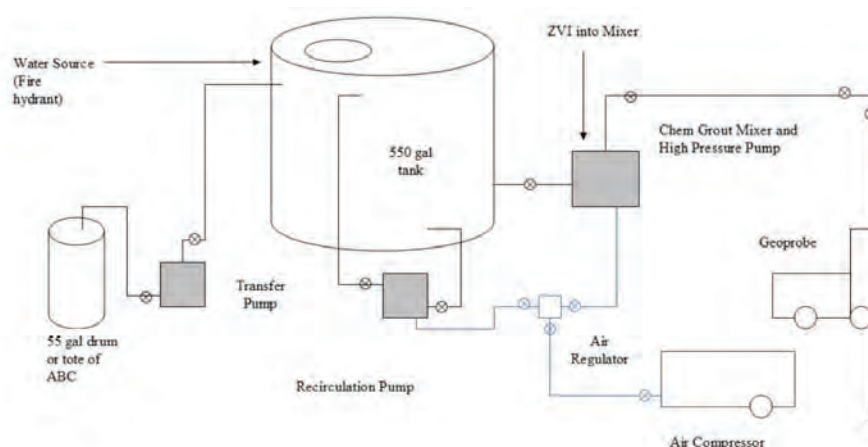 Water Source
(Fire
hydrant)
ZVI into Mixer
550 gal
tank
Chem Grout Mixer and
High Pressure Pump
Geoprobe
Transfer
Pump
55 gal drum
or tote of
ABC
Air
Regulator
Recirculation Pump
Air Compressor